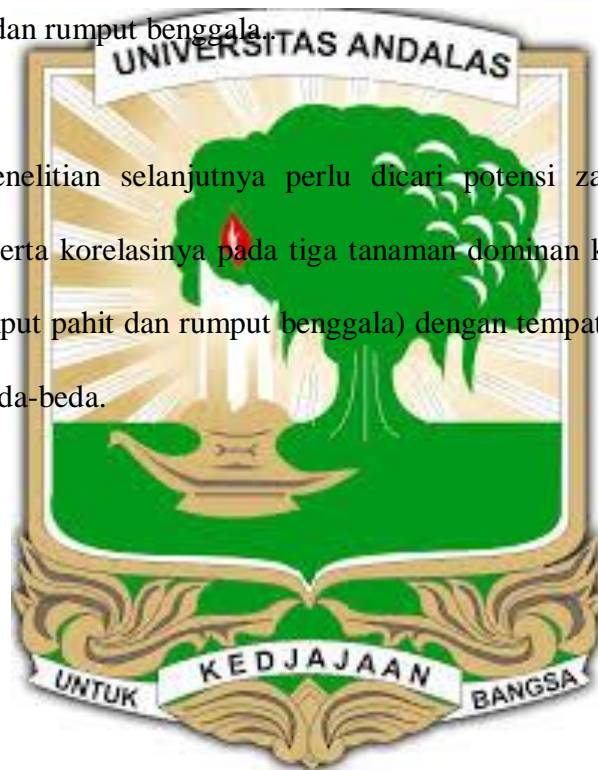 dan rumput benggala..
UNIVERSITAS ANDALAS
enelitian selanjutnya perlu dicari potensi za
erta korelasinya pada tiga tanaman dominan k
put pahit dan rumput benggala) dengan tempat
da-beda.
UNTUK KEDJAJAAN BANGSA